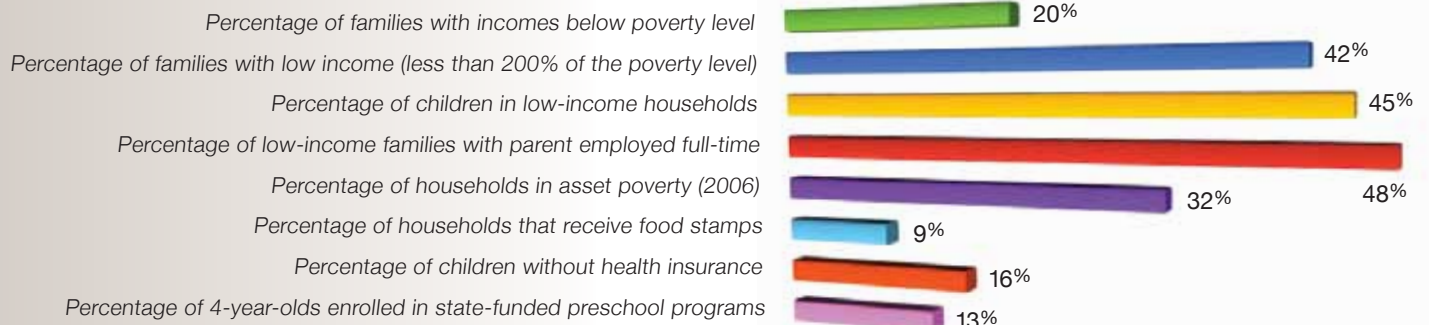 Percentage of families with incomes below poverty level 20%
Percentage of families with low income (less than 200% of the poverty level) 42%
Percentage of children in low-income households 45%
Percentage of low-income families with parent employed full-time 48%
Percentage of households in asset poverty (2006) 32%
Percentage of households that receive food stamps 9%
Percentage of children without health insurance 16%
Percentage of 4-year-olds enrolled in state-funded preschool programs 13%